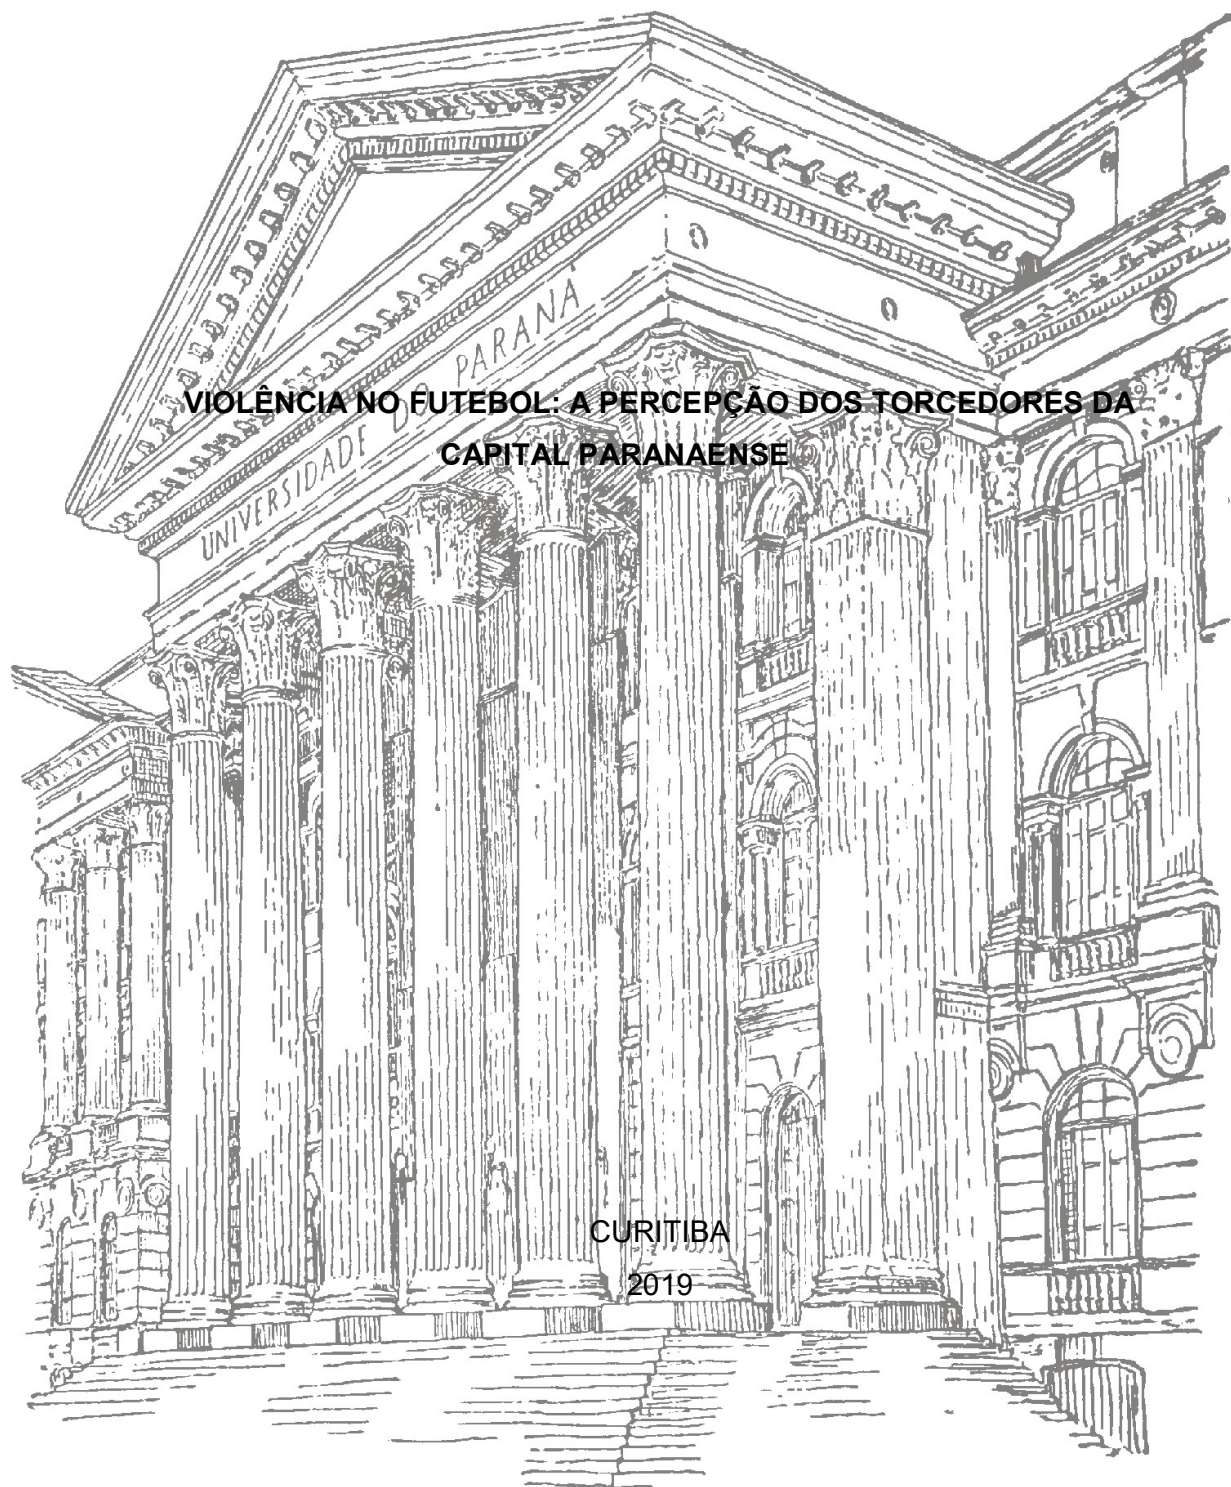 UNIVERSIDADE DO PARANÁ
VIOLÊNCIA NO FUTEBOL: A PERCEPÇÃO DOS TORCEDORES DA
CAPITAL PARANAENSE
CURITIBA
2019